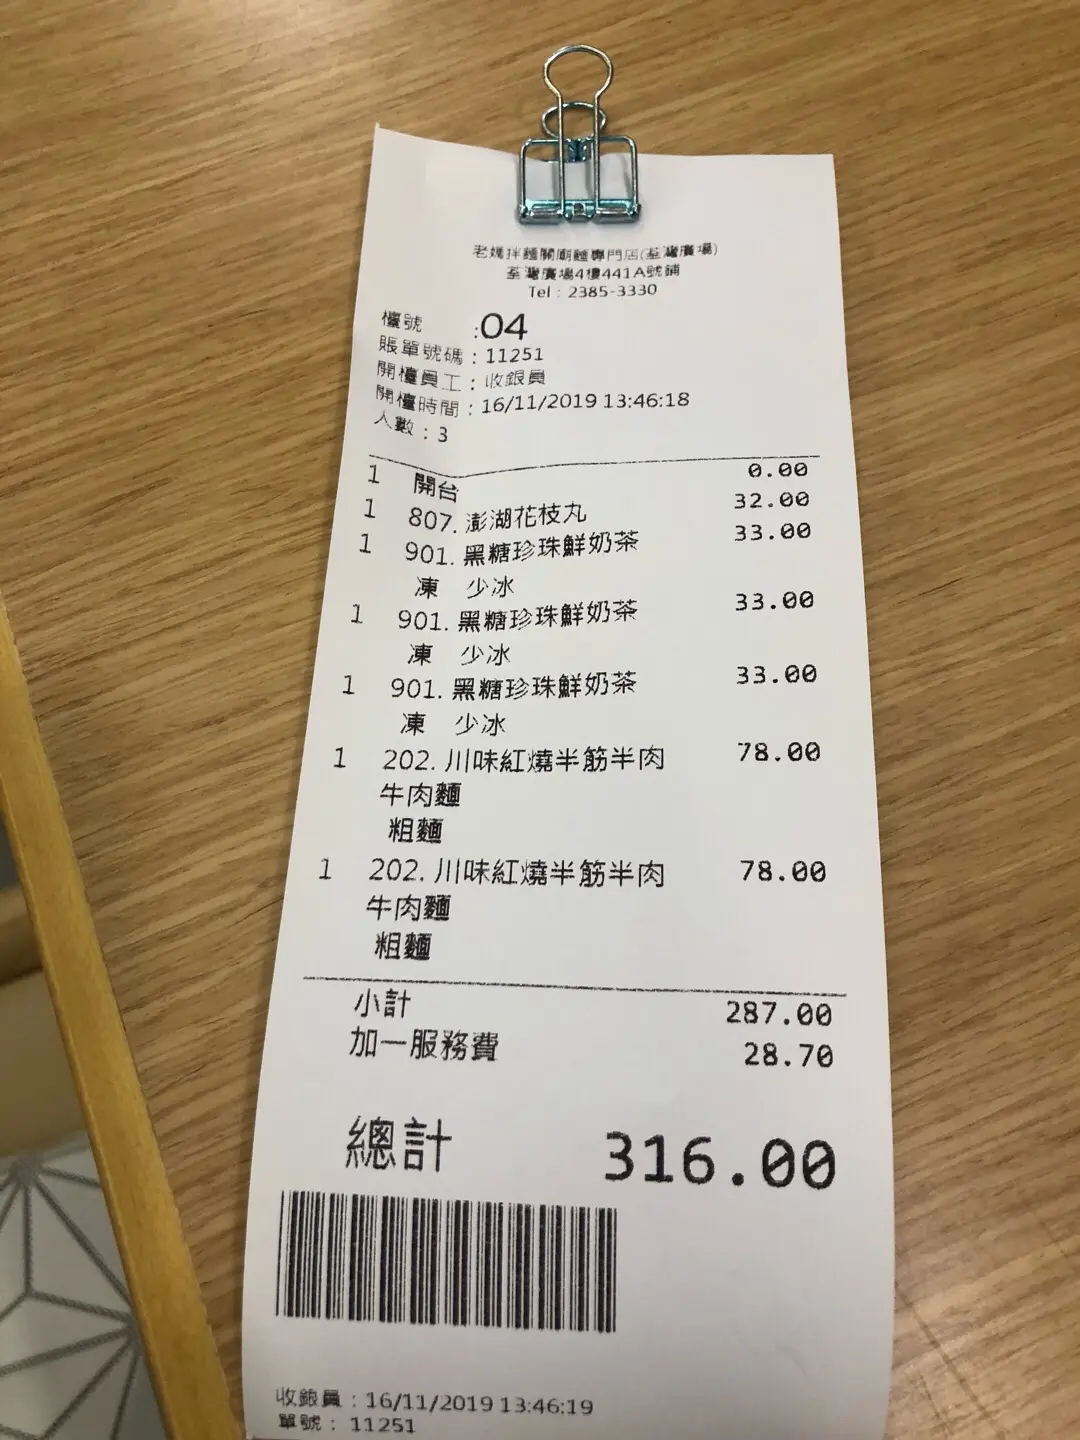 老媽拌麵關廟麵專門店(荃灣廣場)
荃灣廣場4樓441A號鋪
Tel : 2385-3330
檯號 :04
賬單號碼 : 11251
開檯員工 : 收銀員
開檯時間 : 16/11/2019 13:46:18
人數 : 3
1 開台 0.00
1 807. 澎湖花枝丸 32.00
1 901. 黑糖珍珠鮮奶茶 33.00
凍 少冰
1 901. 黑糖珍珠鮮奶茶 33.00
凍 少冰
1 901. 黑糖珍珠鮮奶茶 33.00
凍 少冰
1 202. 川味紅燒半筋半肉 78.00
牛肉麵
粗麵
1 202. 川味紅燒半筋半肉 78.00
牛肉麵
粗麵
小計 287.00
加一服務費 28.70
總計 316.00
收銀員 : 16/11/2019 13:46:19
單號 : 11251